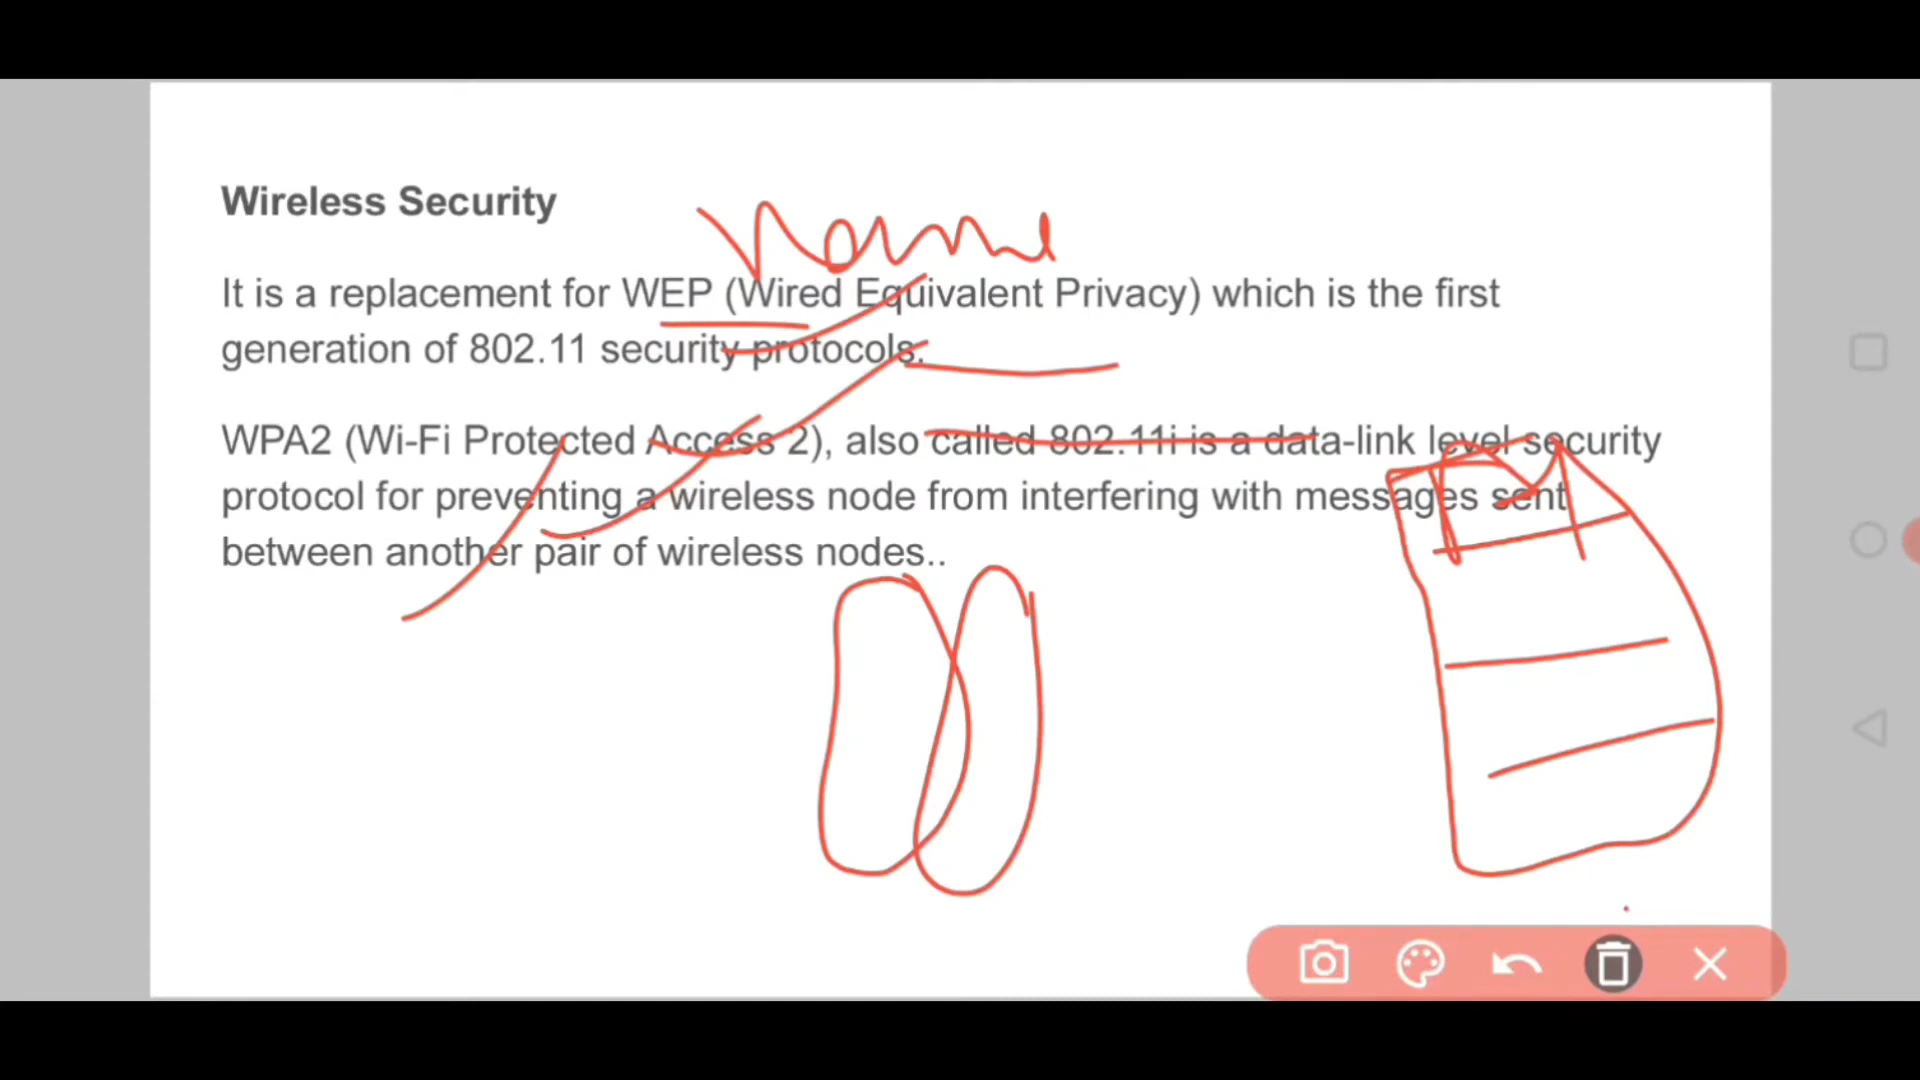 Wireless Security
It is a replacement for WEP (Wired Equivalent Privacy) which is the first
generation of 802.11 security protocols.
WPA2 (Wi-Fi Protected Access 2), also called 802.11i is a data-link level security
protocol for preventing a wireless node from interfering with messages sent
between another pair of wireless nodes..